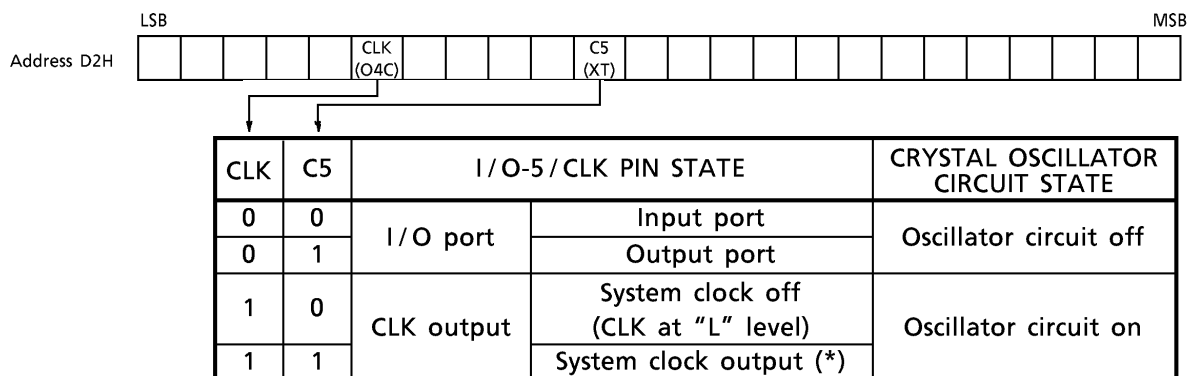 LSB MSB
Address D2H CLK (O4C) C5 (XT)
CLK C5 I/O-5/CLK PIN STATE CRYSTAL OSCILLATOR CIRCUIT STATE
0 0 I/O port Input port Oscillator circuit off
0 1 Output port
1 0 CLK output System clock off (CLK at "L" level) Oscillator circuit on
1 1 System clock output (*)